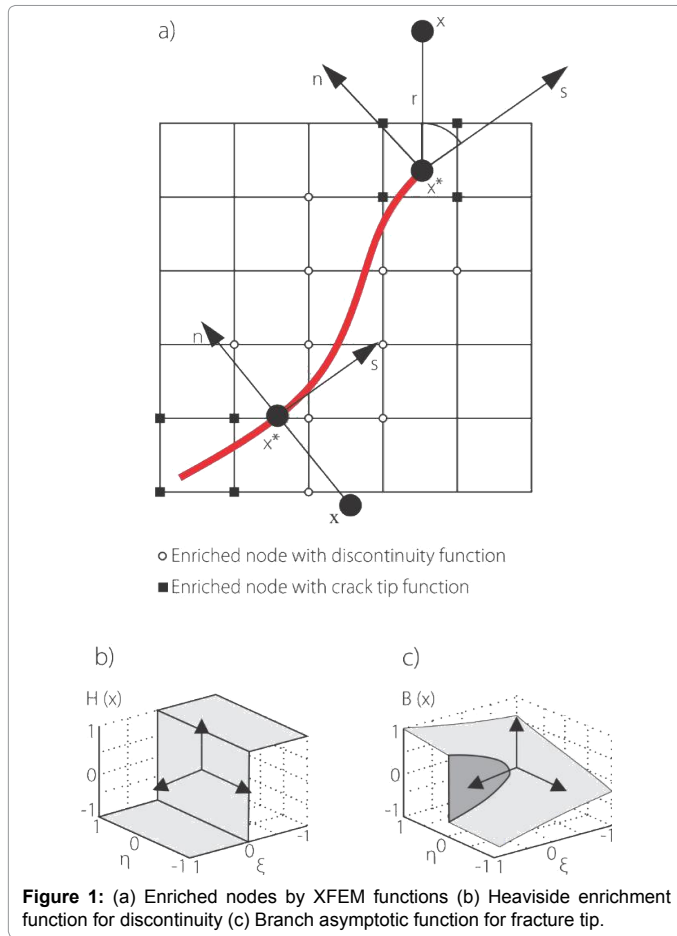 a)
x
n
r
s
x*
n
s
x*
x
○ Enriched node with discontinuity function
■ Enriched node with crack tip function
b)
c)
H (x)
B (x)
1
1
0
0
-1
-1
1
0
η
-1
1
0
ξ
-1
1
η
0
-1
1
0
ξ
-1
Figure 1: (a) Enriched nodes by XFEM functions (b) Heaviside enrichment
function for discontinuity (c) Branch asymptotic function for fracture tip.